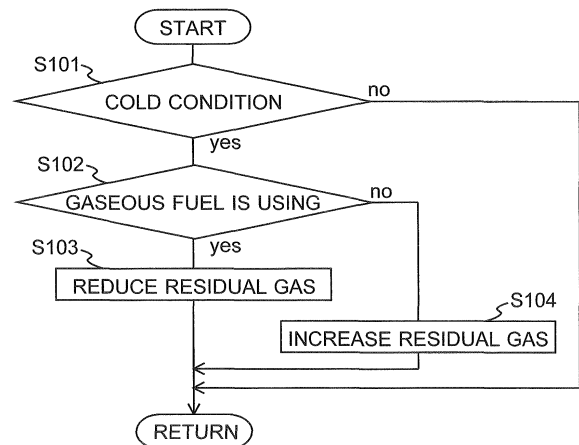 START
S101
COLD CONDITION
no
yes
S102
GASEOUS FUEL IS USING
no
yes
S103
REDUCE RESIDUAL GAS
S104
INCREASE RESIDUAL GAS
RETURN